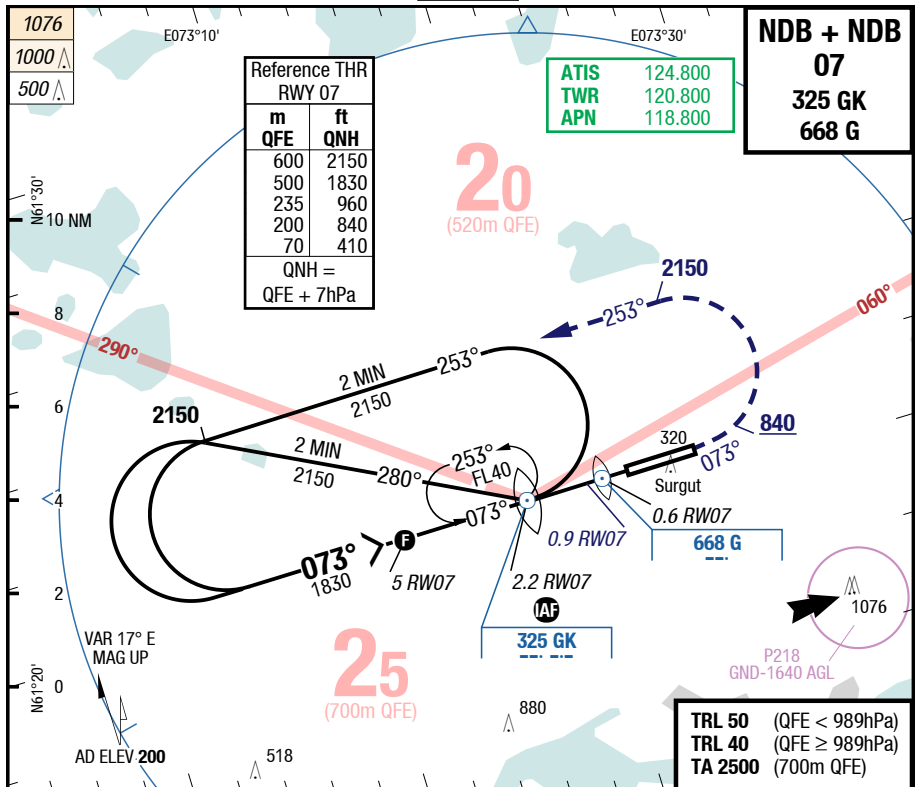 1076
1000
500
E073°10'
E073°30'
NDB + NDB
07
325 GK
668 G
Reference THR
RWY 07
m ft
QFE QNH
600 2150
500 1830
235 960
200 840
70 410
QNH =
QFE + 7hPa
ATIS 124.800
TWR 120.800
APN 118.800
20
(520m QFE)
N61°30'
10 NM
8
6
4
2
0
N61°20'
2150
253°
060°
290°
2 MIN
253°
2150
2150
2 MIN
2150
280°
253°
FL40
073°
840
320
073°
Surgut
0.6 RW07
0.9 RW07
668 G
073°
1830
F
5 RW07
2.2 RW07
IAF
325 GK
1076
P218
GND-1640 AGL
VAR 17° E
MAG UP
25
(700m QFE)
880
518
AD ELEV 200
TRL 50 (QFE < 989hPa)
TRL 40 (QFE ≥ 989hPa)
TA 2500 (700m QFE)